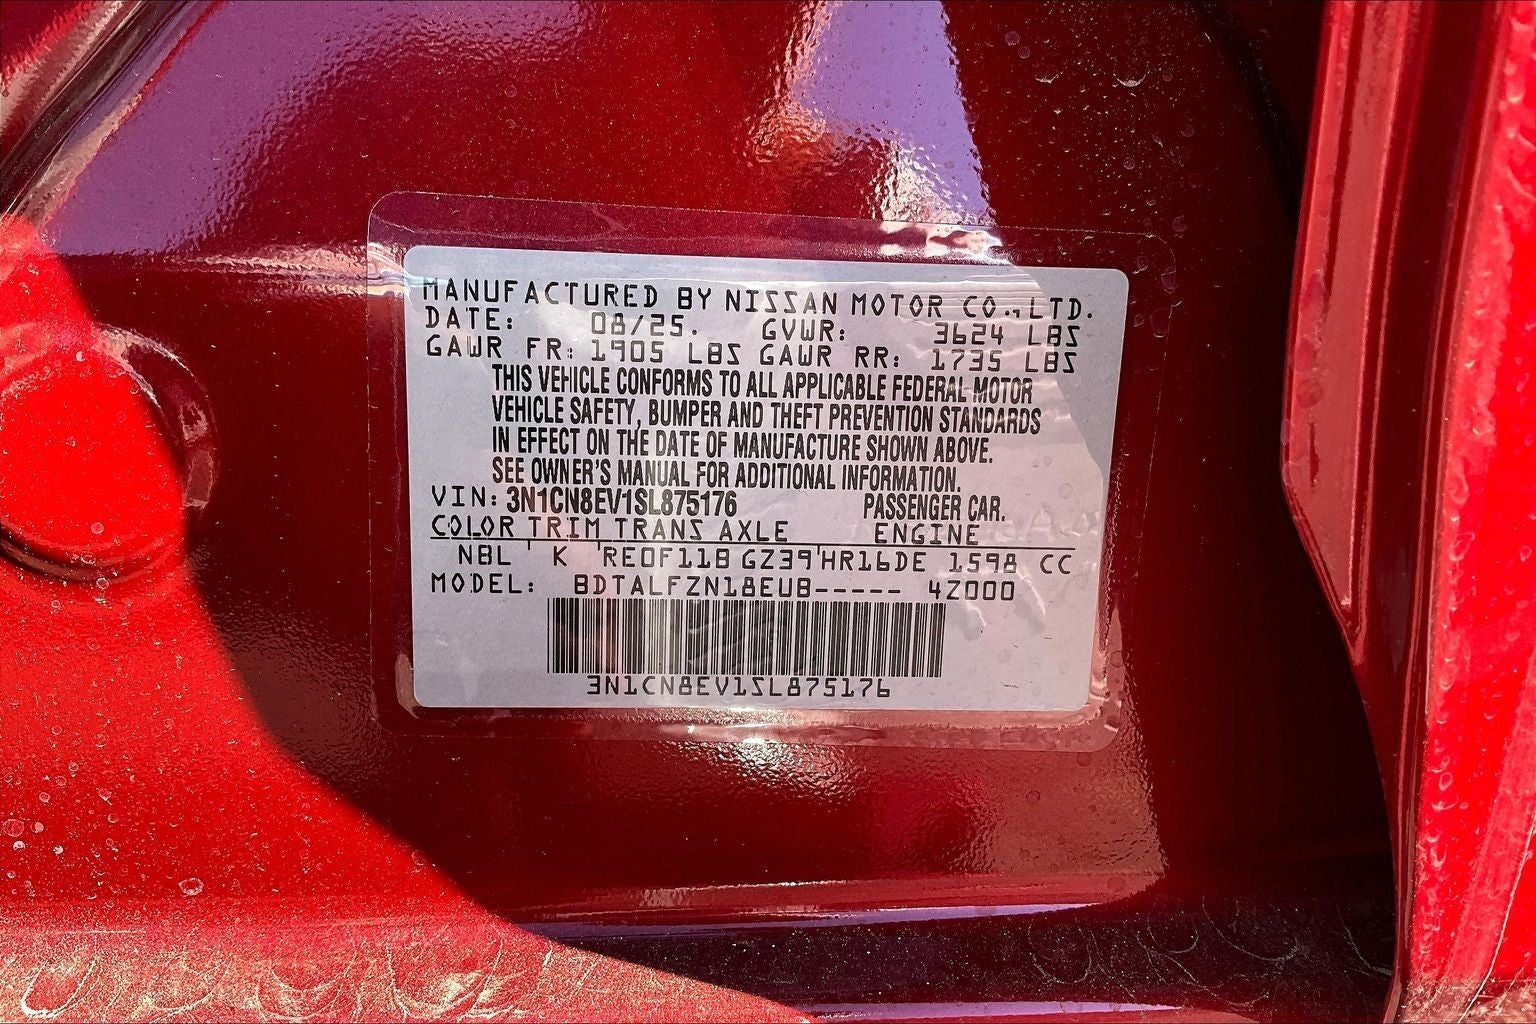 MANUFACTURED BY NISSAN MOTOR CO., LTD.
DATE: 08/25. GVWR: 3624 LBS
GAWR FR: 1905 LBS GAWR RR: 1735 LBS
THIS VEHICLE CONFORMS TO ALL APPLICABLE FEDERAL MOTOR
VEHICLE SAFETY, BUMPER AND THEFT PREVENTION STANDARDS
IN EFFECT ON THE DATE OF MANUFACTURE SHOWN ABOVE.
SEE OWNER'S MANUAL FOR ADDITIONAL INFORMATION.
VIN: 3N1CN8EV1SL875176 PASSENGER CAR.
COLOR TRIM TRANS AXLE ENGINE
NBL K RE0F11B GZ39 HR16DE 1598 CC
MODEL: BDTALFZN18EUB----- 4Z000
3N1CN8EV1SL875176